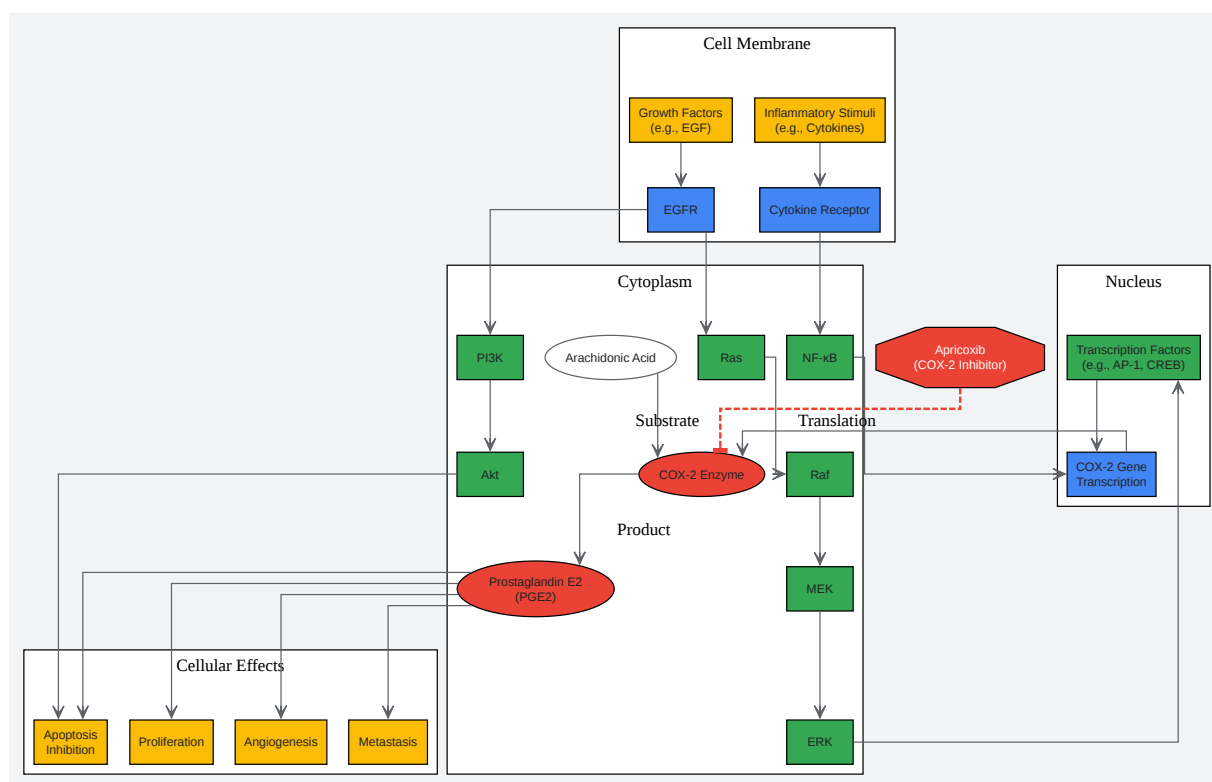 Cell Membrane
Growth Factors
(e.g., EGF)
Inflammatory Stimuli
(e.g., Cytokines)
EGFR
Cytokine Receptor
Cytoplasm
Nucleus
PI3K
Arachidonic Acid
Ras
NF-κB
Apricoxib
(COX-2 Inhibitor)
Transcription Factors
(e.g., AP-1, CREB)
Substrate
Translation
Akt
COX-2 Enzyme
Raf
COX-2 Gene
Transcription
Product
Prostaglandin E2
(PGE2)
MEK
Cellular Effects
Apoptosis
Inhibition
Proliferation
Angiogenesis
Metastasis
ERK